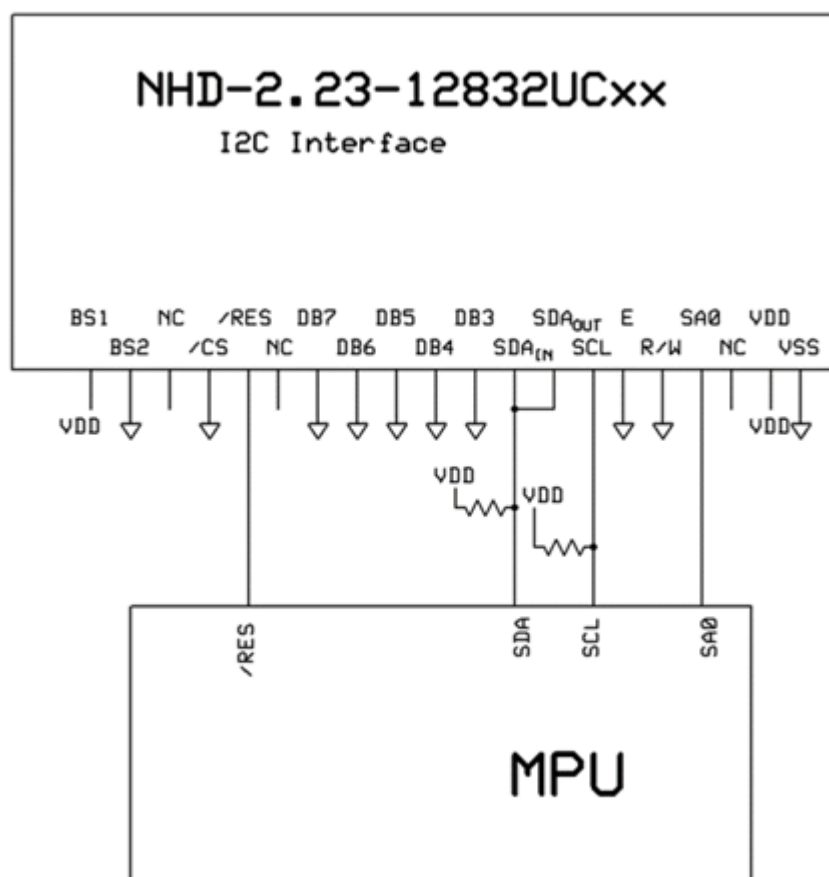 NHD-2.23-12832UCxx
I2C Interface
BS1 NC /RES DB7 DB5 DB3 SDAOUT E SA0 VDD
BS2 /CS NC DB6 DB4 SDAIN SCL R/W NC VSS
VDD VDD
VDD VDD
/RES SDA SCL SA0
MPU